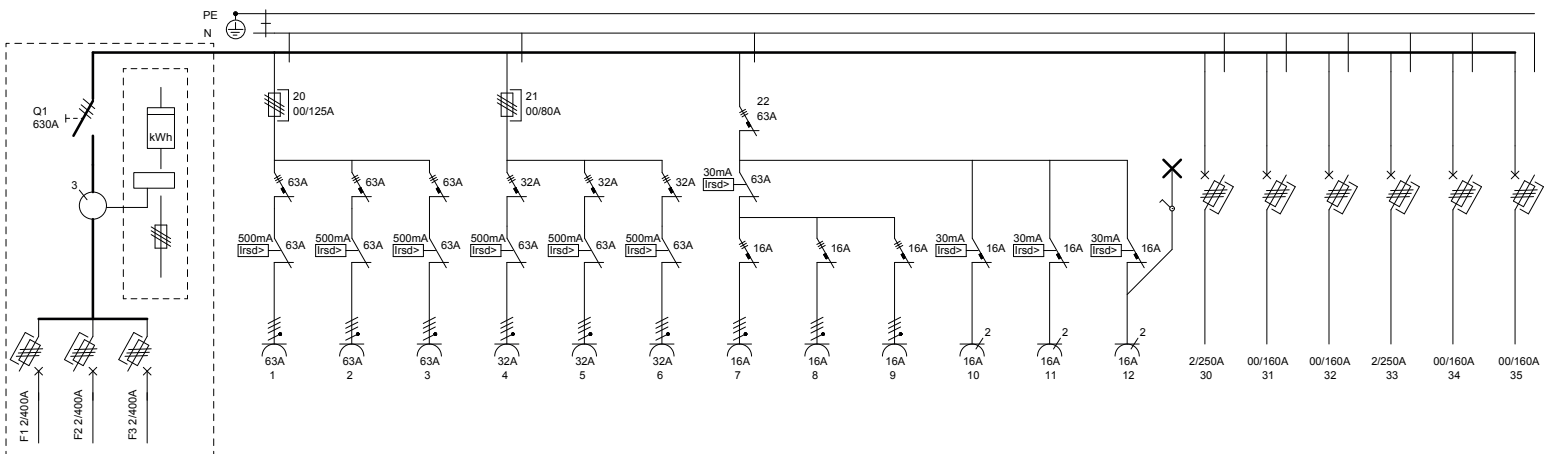 PE
N
Q1
630A
kWh
3
F1 2/400A
F2 2/400A
F3 2/400A
20
00/125A
21
00/80A
22
63A
63A
63A
63A
32A
32A
32A
30mA
Irsd>
63A
500mA
Irsd>
63A
500mA
Irsd>
63A
500mA
Irsd>
63A
500mA
Irsd>
63A
500mA
Irsd>
63A
500mA
Irsd>
63A
16A
16A
16A
30mA
Irsd>
16A
30mA
Irsd>
16A
30mA
Irsd>
16A
2
2
2
63A
1
63A
2
63A
3
32A
4
32A
5
32A
6
16A
7
16A
8
16A
9
16A
10
16A
11
16A
12
2/250A
30
00/160A
31
00/160A
32
2/250A
33
00/160A
34
00/160A
35